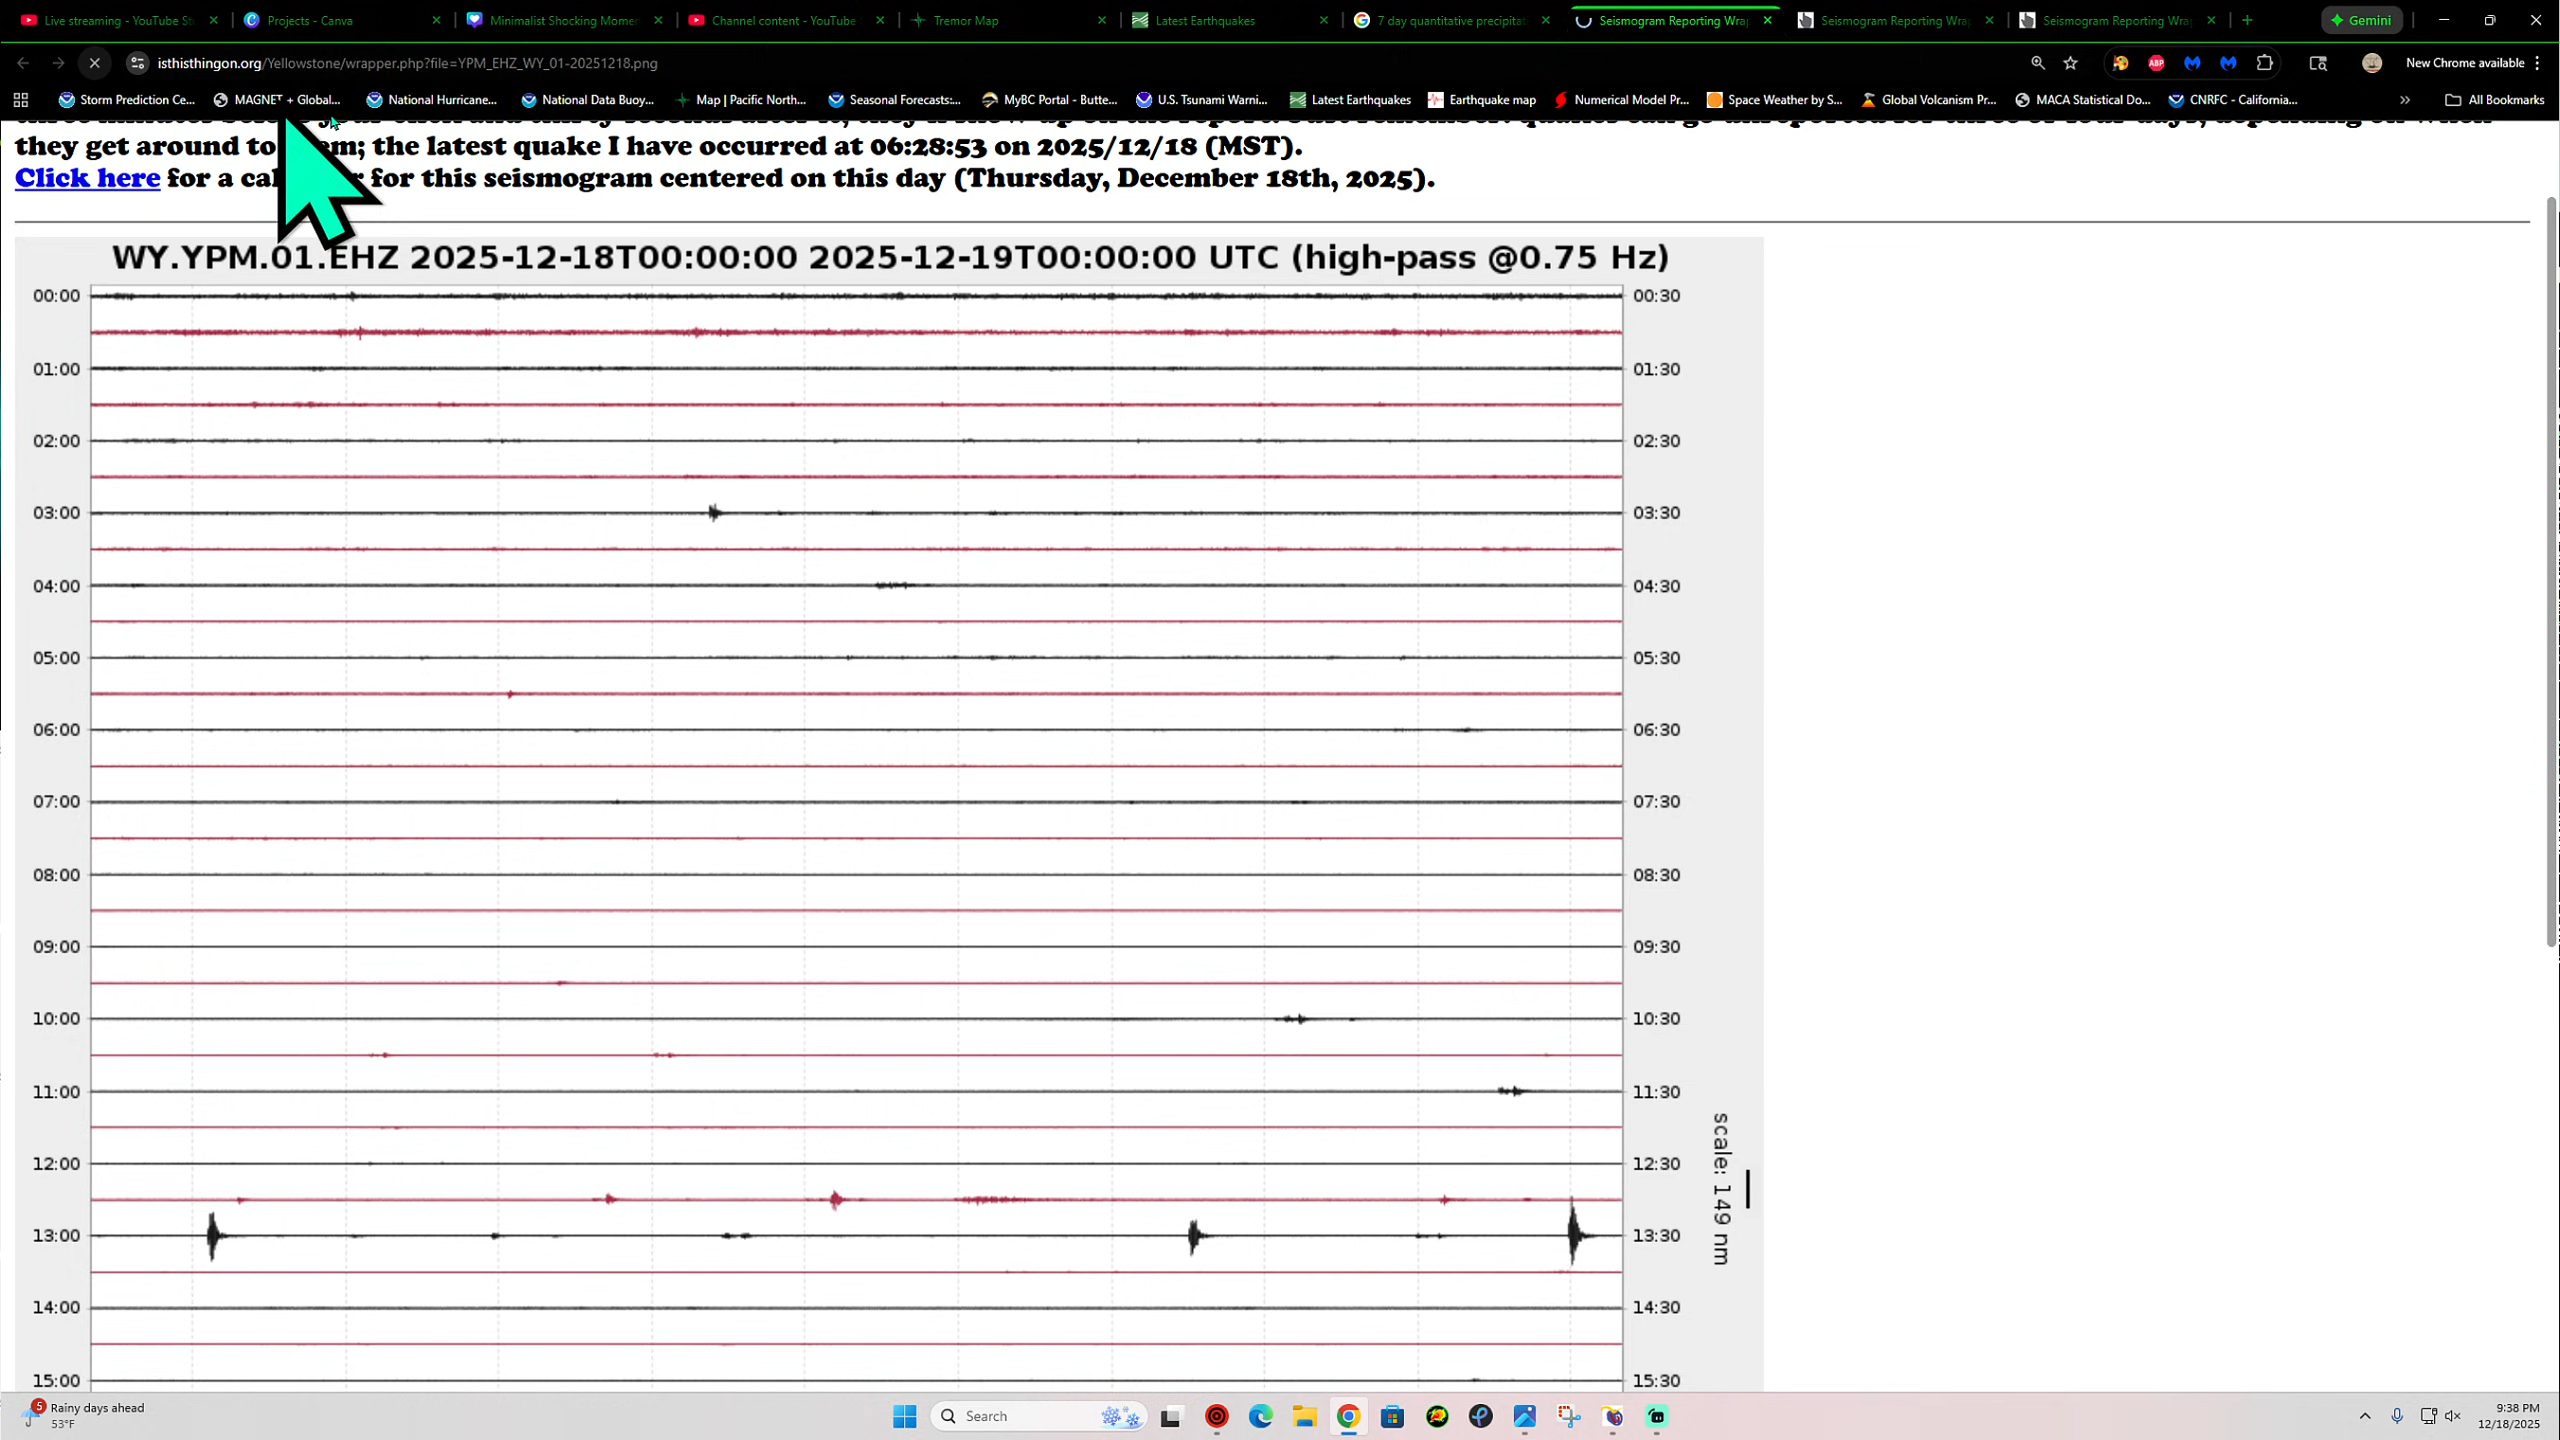 Live streaming - YouTube St
Projects - Canva
Minimalist Shocking Mome
Channel content - YouTube
Tremor Map
Latest Earthquakes
7 day quantitative precipitat
Seismogram Reporting Wrap
Seismogram Reporting Wra
Seismogram Reporting Wra
Gemini
isthisthingon.org/Yellowstone/wrapper.php?file=YPM_EHZ_WY_01-20251218.png
ABP
New Chrome available
Storm Prediction Ce...
MAGNET + Global...
National Hurricane...
National Data Buoy...
Map | Pacific North...
Seasonal Forecasts:...
MyBC Portal - Butte...
U.S. Tsunami Warni...
Latest Earthquakes
Earthquake map
Numerical Model Pr...
Space Weather by S...
Global Volcanism Pr...
MACA Statistical Do...
CNRFC - California...
All Bookmarks
they get around to them; the latest quake I have occurred at 06:28:53 on 2025/12/18 (MST).
Click here for a for this seismogram centered on this day (Thursday, December 18th, 2025).
WY.YPM.01.EHZ 2025-12-18T00:00:00 2025-12-19T00:00:00 UTC (high-pass @0.75 Hz)
00:00 00:30
01:00 01:30
02:00 02:30
03:00 03:30
04:00 04:30
05:00 05:30
06:00 06:30
07:00 07:30
08:00 08:30
09:00 09:30
10:00 10:30
11:00 11:30
12:00 12:30
13:00 13:30
14:00 14:30
15:00 15:30
scale: 149 nm
5
Rainy days ahead
53°F
Search
9:38 PM
12/18/2025